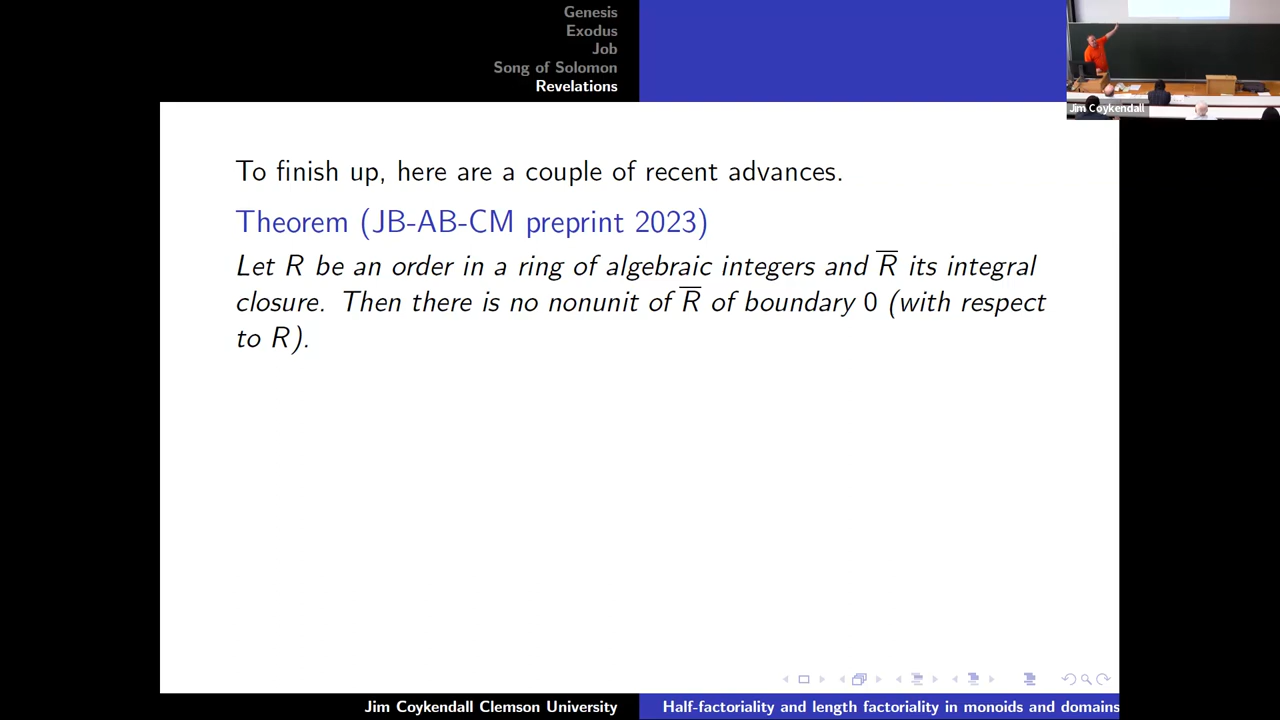 Genesis
Exodus
Job
Song of Solomon
Revelations
Jim Coykendall
To finish up, here are a couple of recent advances.
Theorem (JB-AB-CM preprint 2023)
Let R be an order in a ring of algebraic integers and R̅ its integral
closure. Then there is no nonunit of R̅ of boundary 0 (with respect
to R).
Jim Coykendall Clemson University
Half-factoriality and length factoriality in monoids and domains